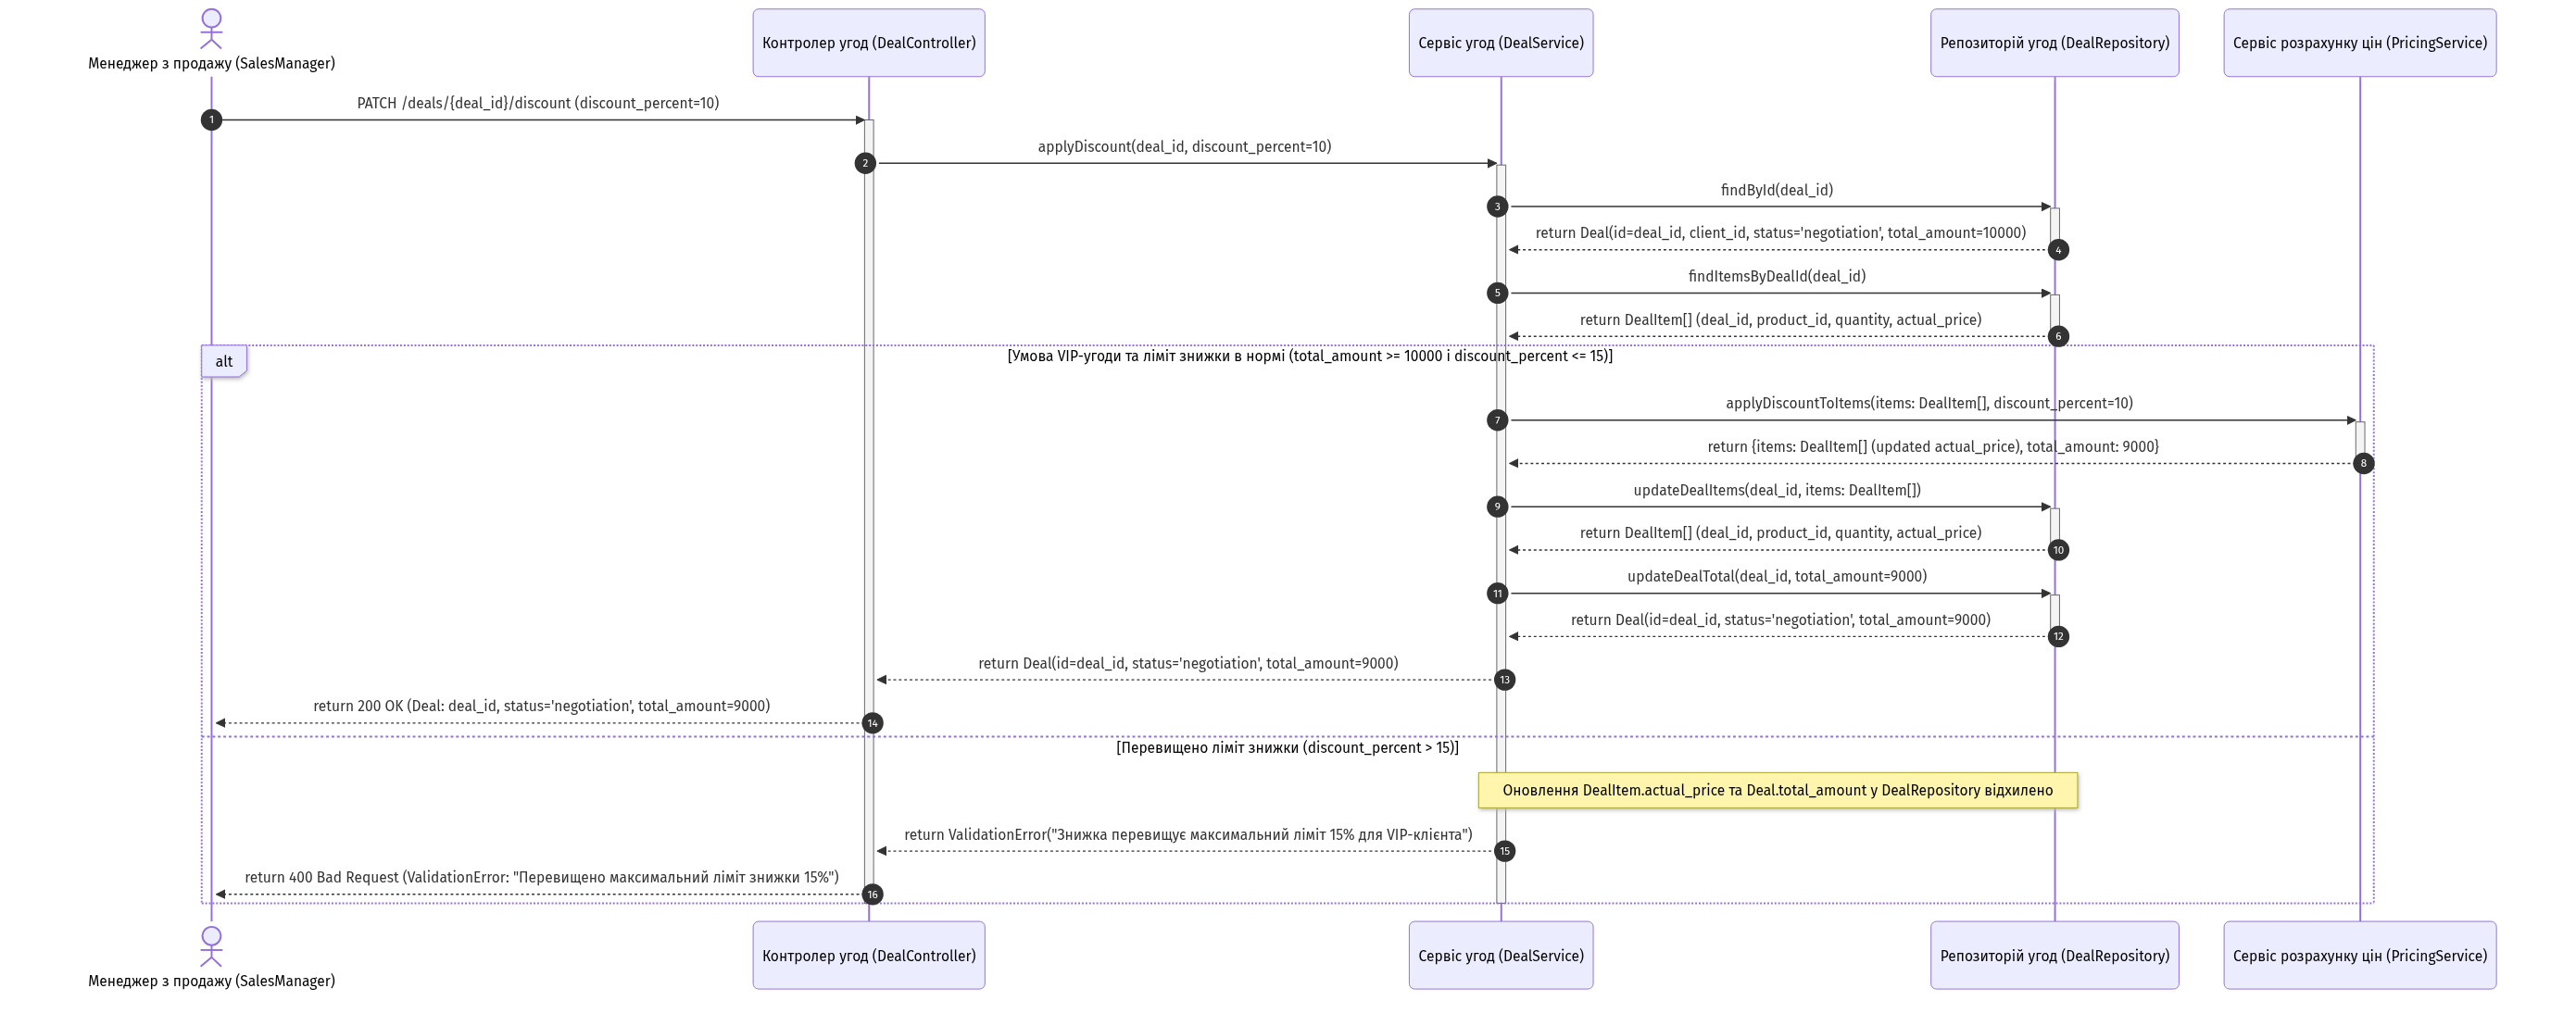 Менеджер з продажу (SalesManager)
Контролер угод (DealController)
Сервіс угод (DealService)
Репозиторій угод (DealRepository)
Сервіс розрахунку цін (PricingService)
PATCH /deals/{deal_id}/discount (discount_percent=10)
1
applyDiscount(deal_id, discount_percent=10)
2
findById(deal_id)
3
return Deal(id=deal_id, client_id, status='negotiation', total_amount=10000)
4
findItemsByDealId(deal_id)
5
return DealItem[] (deal_id, product_id, quantity, actual_price)
6
alt
[Умова VIP-угоди та ліміт знижки в нормі (total_amount >= 10000 і discount_percent <= 15)]
applyDiscountToItems(items: DealItem[], discount_percent=10)
7
return {items: DealItem[] (updated actual_price), total_amount: 9000}
8
updateDealItems(deal_id, items: DealItem[])
9
return DealItem[] (deal_id, product_id, quantity, actual_price)
10
updateDealTotal(deal_id, total_amount=9000)
11
return Deal(id=deal_id, status='negotiation', total_amount=9000)
12
return Deal(id=deal_id, status='negotiation', total_amount=9000)
13
return 200 OK (Deal: deal_id, status='negotiation', total_amount=9000)
14
[Перевищено ліміт знижки (discount_percent > 15)]
Оновлення DealItem.actual_price та Deal.total_amount у DealRepository відхилено
return ValidationError("Знижка перевищує максимальний ліміт 15% для VIP-клієнта")
15
return 400 Bad Request (ValidationError: "Перевищено максимальний ліміт знижки 15%")
16
Менеджер з продажу (SalesManager)
Контролер угод (DealController)
Сервіс угод (DealService)
Репозиторій угод (DealRepository)
Сервіс розрахунку цін (PricingService)